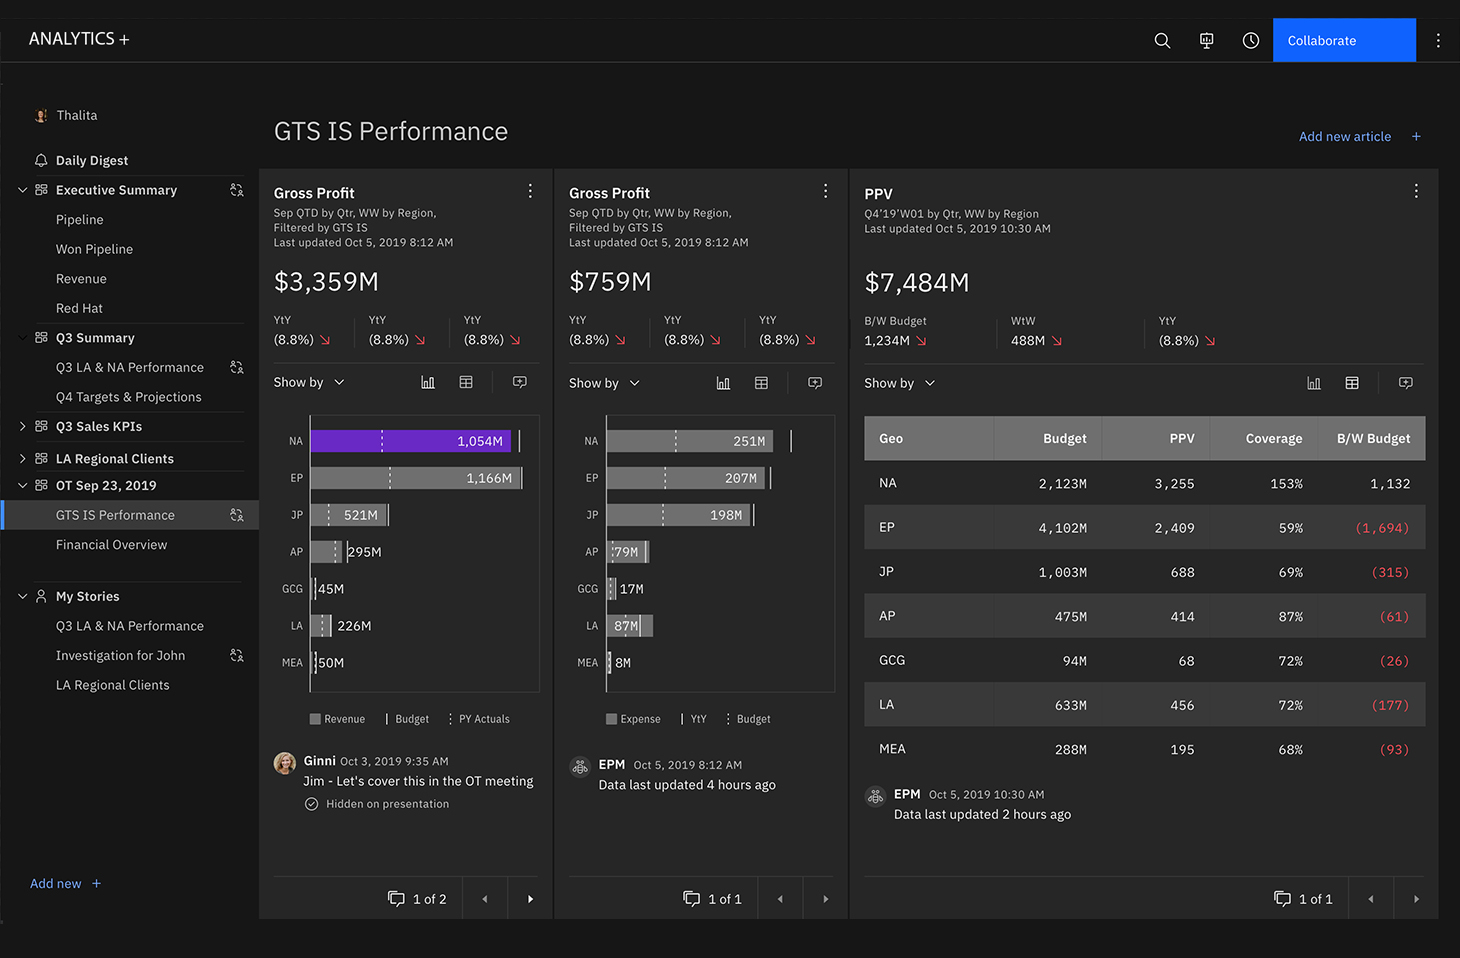 ANALYTICS +
Collaborate
Thalita
Daily Digest
Executive Summary
Pipeline
Won Pipeline
Revenue
Red Hat
Q3 Summary
Q3 LA & NA Performance
Q4 Targets & Projections
Q3 Sales KPIs
LA Regional Clients
OT Sep 23, 2019
GTS IS Performance
Financial Overview
My Stories
Q3 LA & NA Performance
Investigation for John
LA Regional Clients
Add new +
GTS IS Performance
Add new article +
Gross Profit
Sep QTD by Qtr, WW by Region,
Filtered by GTS IS
Last updated Oct 5, 2019 8:12 AM
$3,359M
YtY YtY YtY
(8.8%) (8.8%) (8.8%)
Show by
NA 1,054M
EP 1,166M
JP 521M
AP 295M
GCG 45M
LA 226M
MEA 50M
Revenue Budget PY Actuals
Ginni Oct 3, 2019 9:35 AM
Jim - Let's cover this in the OT meeting
Hidden on presentation
1 of 2
Gross Profit
Sep QTD by Qtr, WW by Region,
Filtered by GTS IS
Last updated Oct 5, 2019 8:12 AM
$759M
YtY YtY YtY
(8.8%) (8.8%) (8.8%)
Show by
NA 251M
EP 207M
JP 198M
AP 79M
GCG 17M
LA 87M
MEA 8M
Expense YtY Budget
EPM Oct 5, 2019 8:12 AM
Data last updated 4 hours ago
1 of 1
PPV
Q4'19'W01 by Qtr, WW by Region
Last updated Oct 5, 2019 10:30 AM
$7,484M
B/W Budget WtW YtY
1,234M 488M (8.8%)
Show by
Geo Budget PPV Coverage B/W Budget
NA 2,123M 3,255 153% 1,132
EP 4,102M 2,409 59% (1,694)
JP 1,003M 688 69% (315)
AP 475M 414 87% (61)
GCG 94M 68 72% (26)
LA 633M 456 72% (177)
MEA 288M 195 68% (93)
EPM Oct 5, 2019 10:30 AM
Data last updated 2 hours ago
1 of 1